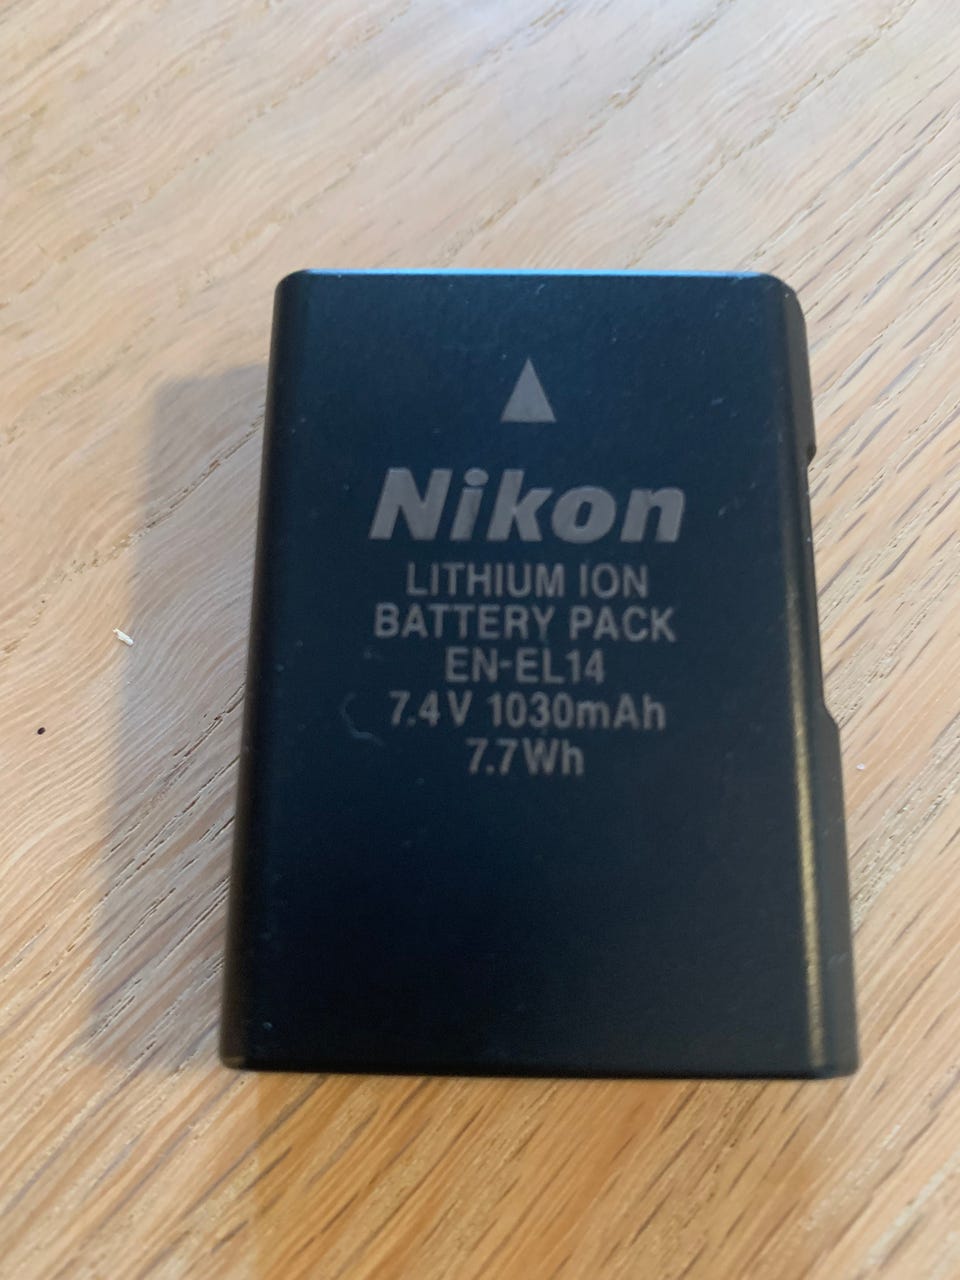 Nikon
LITHIUM ION
BATTERY PACK
EN-EL14
7.4V 1030mAh
7.7Wh